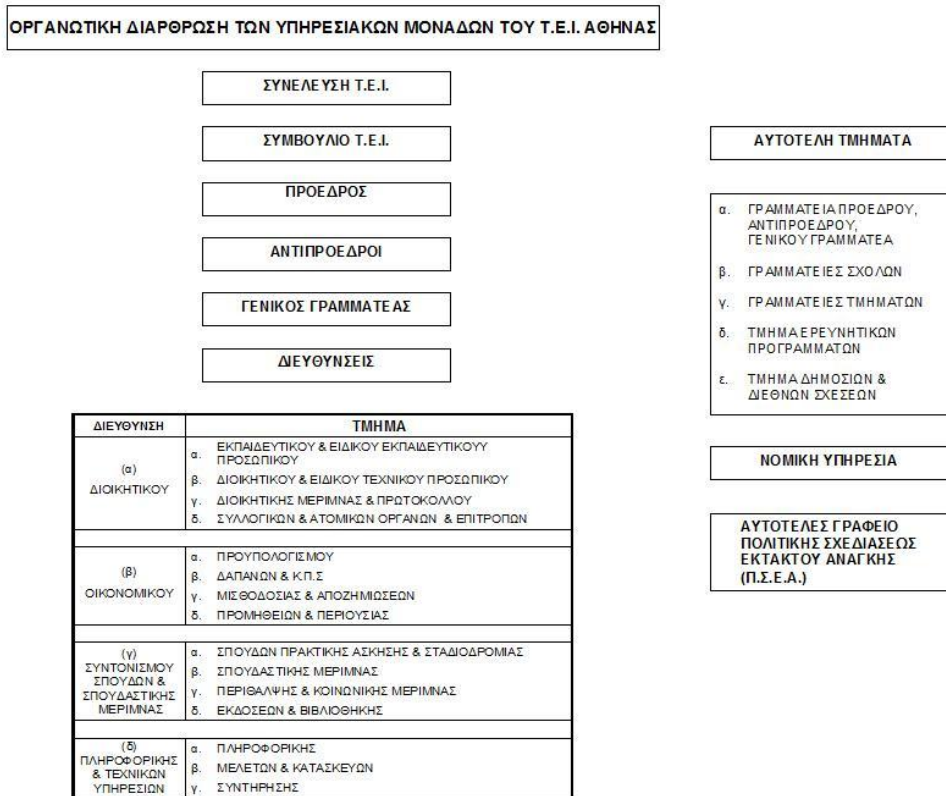 ΟΡΓΑΝΩΤΙΚΗ ΔΙΑΡΘΡΩΣΗ ΤΩΝ ΥΠΗΡΕΣΙΑΚΩΝ ΜΟΝΑΔΩΝ ΤΟΥ Τ.Ε.Ι. ΑΘΗΝΑΣ
ΣΥΝΕΛΕΥΣΗ Τ.Ε.Ι.
ΣΥΜΒΟΥΛΙΟ Τ.Ε.Ι.
ΠΡΟΕΔΡΟΣ
ΑΝΤΙΠΡΟΕΔΡΟΙ
ΓΕΝΙΚΟΣ ΓΡΑΜΜΑΤΕΑΣ
ΔΙΕΥΘΥΝΣΕΙΣ
ΔΙΕΥΘΥΝΣΗ ΤΜΗΜΑ
(α)
ΔΙΟΙΚΗΤΙΚΟΥ
α. ΕΚΠΑΙΔΕΥΤΙΚΟΥ & ΕΙΔΙΚΟΥ ΕΚΠΑΙΔΕΥΤΙΚΟΥΥ
ΠΡΟΣΩΠΙΚΟΥ
β. ΔΙΟΙΚΗΤΙΚΟΥ & ΕΙΔΙΚΟΥ ΤΕΧΝΙΚΟΥ ΠΡΟΣΩΠΙΚΟΥ
γ. ΔΙΟΙΚΗΤΙΚΗΣ ΜΕΡΙΜΝΑΣ & ΠΡΩΤΟΚΟΛΛΟΥ
δ. ΣΥΛΛΟΓΙΚΩΝ & ΑΤΟΜΙΚΩΝ ΟΡΓΑΝΩΝ & ΕΠΙΤΡΟΠΩΝ
(β)
ΟΙΚΟΝΟΜΙΚΟΥ
α. ΠΡΟΥΠΟΛΟΓΙΣΜΟΥ
β. ΔΑΠΑΝΩΝ & Κ.Π.Σ
γ. ΜΙΣΘΟΔΟΣΙΑΣ & ΑΠΟΖΗΜΙΩΣΕΩΝ
δ. ΠΡΟΜΗΘΕΙΩΝ & ΠΕΡΙΟΥΣΙΑΣ
(γ)
ΣΥΝΤΟΝΙΣΜΟΥ
ΣΠΟΥΔΩΝ &
ΣΠΟΥΔΑΣΤΙΚΗΣ
ΜΕΡΙΜΝΑΣ
α. ΣΠΟΥΔΩΝ ΠΡΑΚΤΙΚΗΣ ΑΣΚΗΣΗΣ & ΣΤΑΔΙΟΔΡΟΜΙΑΣ
β. ΣΠΟΥΔΑΣΤΙΚΗΣ ΜΕΡΙΜΝΑΣ
γ. ΠΕΡΙΘΑΛΨΗΣ & ΚΟΙΝΩΝΙΚΗΣ ΜΕΡΙΜΝΑΣ
δ. ΕΚΔΟΣΕΩΝ & ΒΙΒΛΙΟΘΗΚΗΣ
(δ)
ΠΛΗΡΟΦΟΡΙΚΗΣ
& ΤΕΧΝΙΚΩΝ
ΥΠΗΡΕΣΙΩΝ
α. ΠΛΗΡΟΦΟΡΙΚΗΣ
β. ΜΕΛΕΤΩΝ & ΚΑΤΑΣΚΕΥΩΝ
γ. ΣΥΝΤΗΡΗΣΗΣ
ΑΥΤΟΤΕΛΗ ΤΜΗΜΑΤΑ
α. ΓΡΑΜΜΑΤΕΙΑ ΠΡΟΕΔΡΟΥ,
ΑΝΤΙΠΡΟΕΔΡΟΥ,
ΓΕΝΙΚΟΥ ΓΡΑΜΜΑΤΕΑ
β. ΓΡΑΜΜΑΤΕΙΕΣ ΣΧΟΛΩΝ
γ. ΓΡΑΜΜΑΤΕΙΕΣ ΤΜΗΜΑΤΩΝ
δ. ΤΜΗΜΑ ΕΡΕΥΝΗΤΙΚΩΝ
ΠΡΟΓΡΑΜΜΑΤΩΝ
ε. ΤΜΗΜΑ ΔΗΜΟΣΙΩΝ &
ΔΙΕΘΝΩΝ ΣΧΕΣΕΩΝ
ΝΟΜΙΚΗ ΥΠΗΡΕΣΙΑ
ΑΥΤΟΤΕΛΕΣ ΓΡΑΦΕΙΟ
ΠΟΛΙΤΙΚΗΣ ΣΧΕΔΙΑΣΕΩΣ
ΕΚΤΑΚΤΟΥ ΑΝΑΓΚΗΣ
(Π.Σ.Ε.Α.)